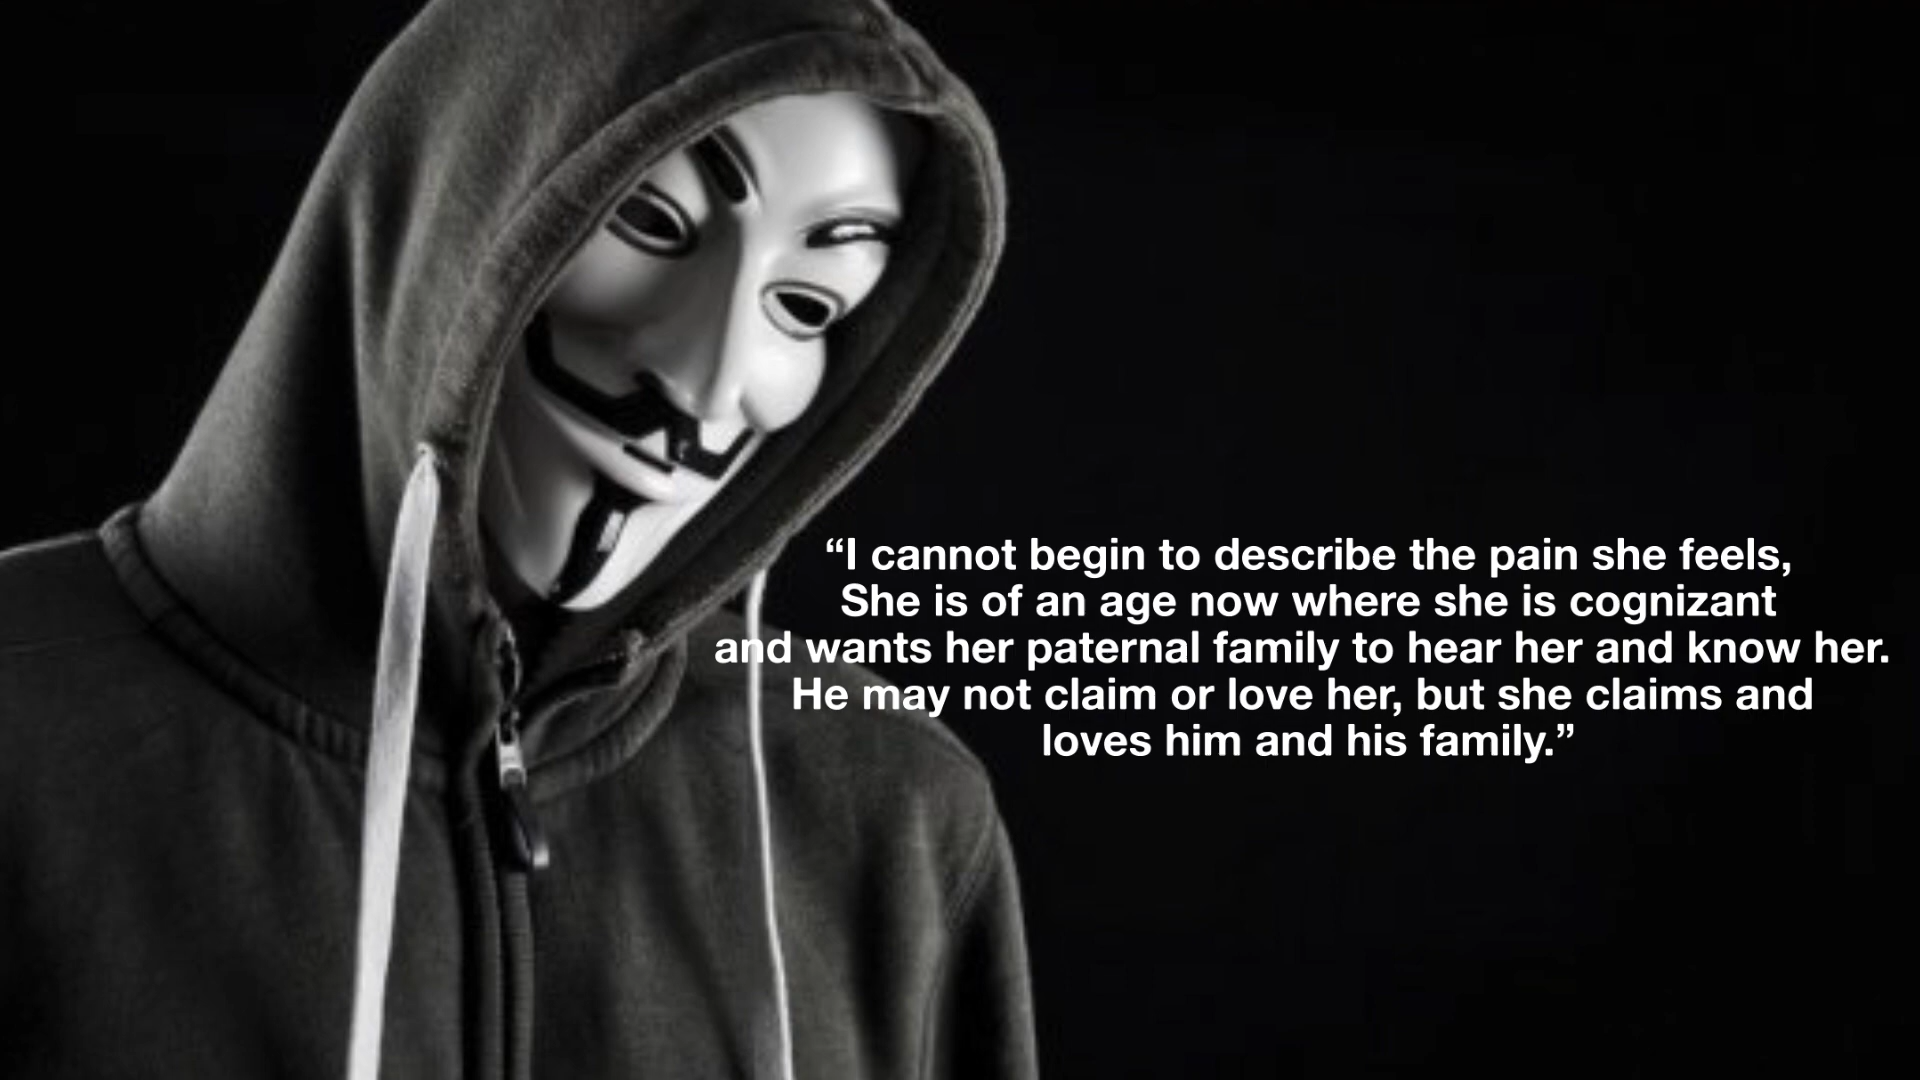 “I cannot begin to describe the pain she feels,
She is of an age now where she is cognizant
and wants her paternal family to hear her and know her.
He may not claim or love her, but she claims and
loves him and his family.”